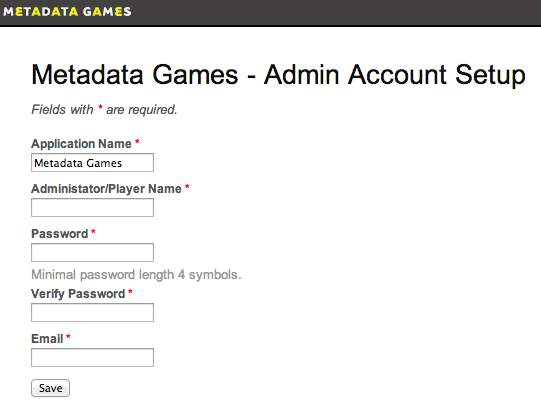 METADATA GAMES
Metadata Games - Admin Account Setup
Fields with * are required.
Application Name *
Metadata Games
Administator/Player Name *
Password *
Minimal password length 4 symbols.
Verify Password *
Email *
Save